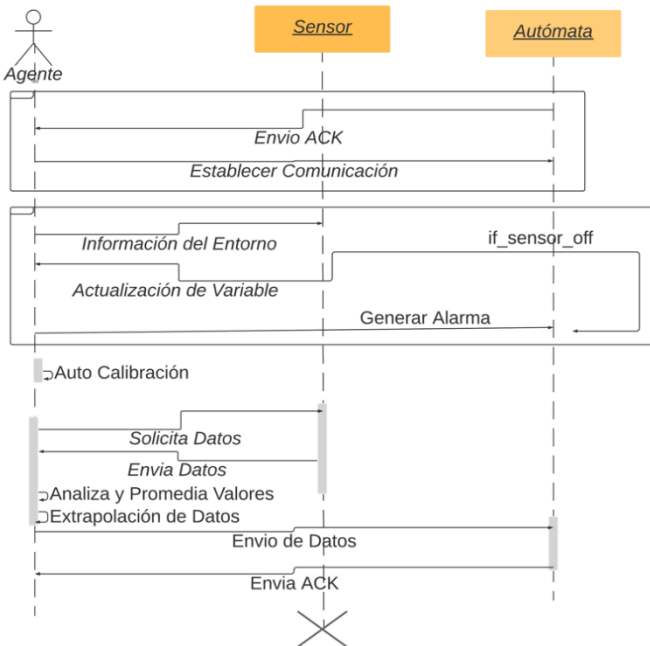 Agente
Sensor
Autómata
Envio ACK
Establecer Comunicación
Información del Entorno
if_sensor_off
Actualización de Variable
Generar Alarma
Auto Calibración
Solicita Datos
Envia Datos
Analiza y Promedia Valores
Extrapolación de Datos
Envio de Datos
Envia ACK